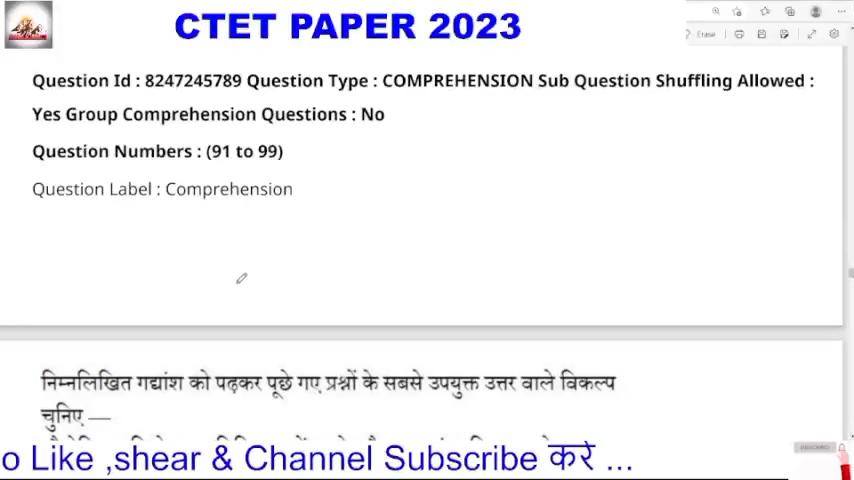 CTET PAPER 2023
Erase
Question Id : 8247245789 Question Type : COMPREHENSION Sub Question Shuffling Allowed :
Yes Group Comprehension Questions : No
Question Numbers : (91 to 99)
Question Label : Comprehension
निम्नलिखित गद्यांश को पढ़कर पूछे गए प्रश्नों के सबसे उपयुक्त उत्तर वाले विकल्प
चुनिए —
o Like ,shear & Channel Subscribe करे ...